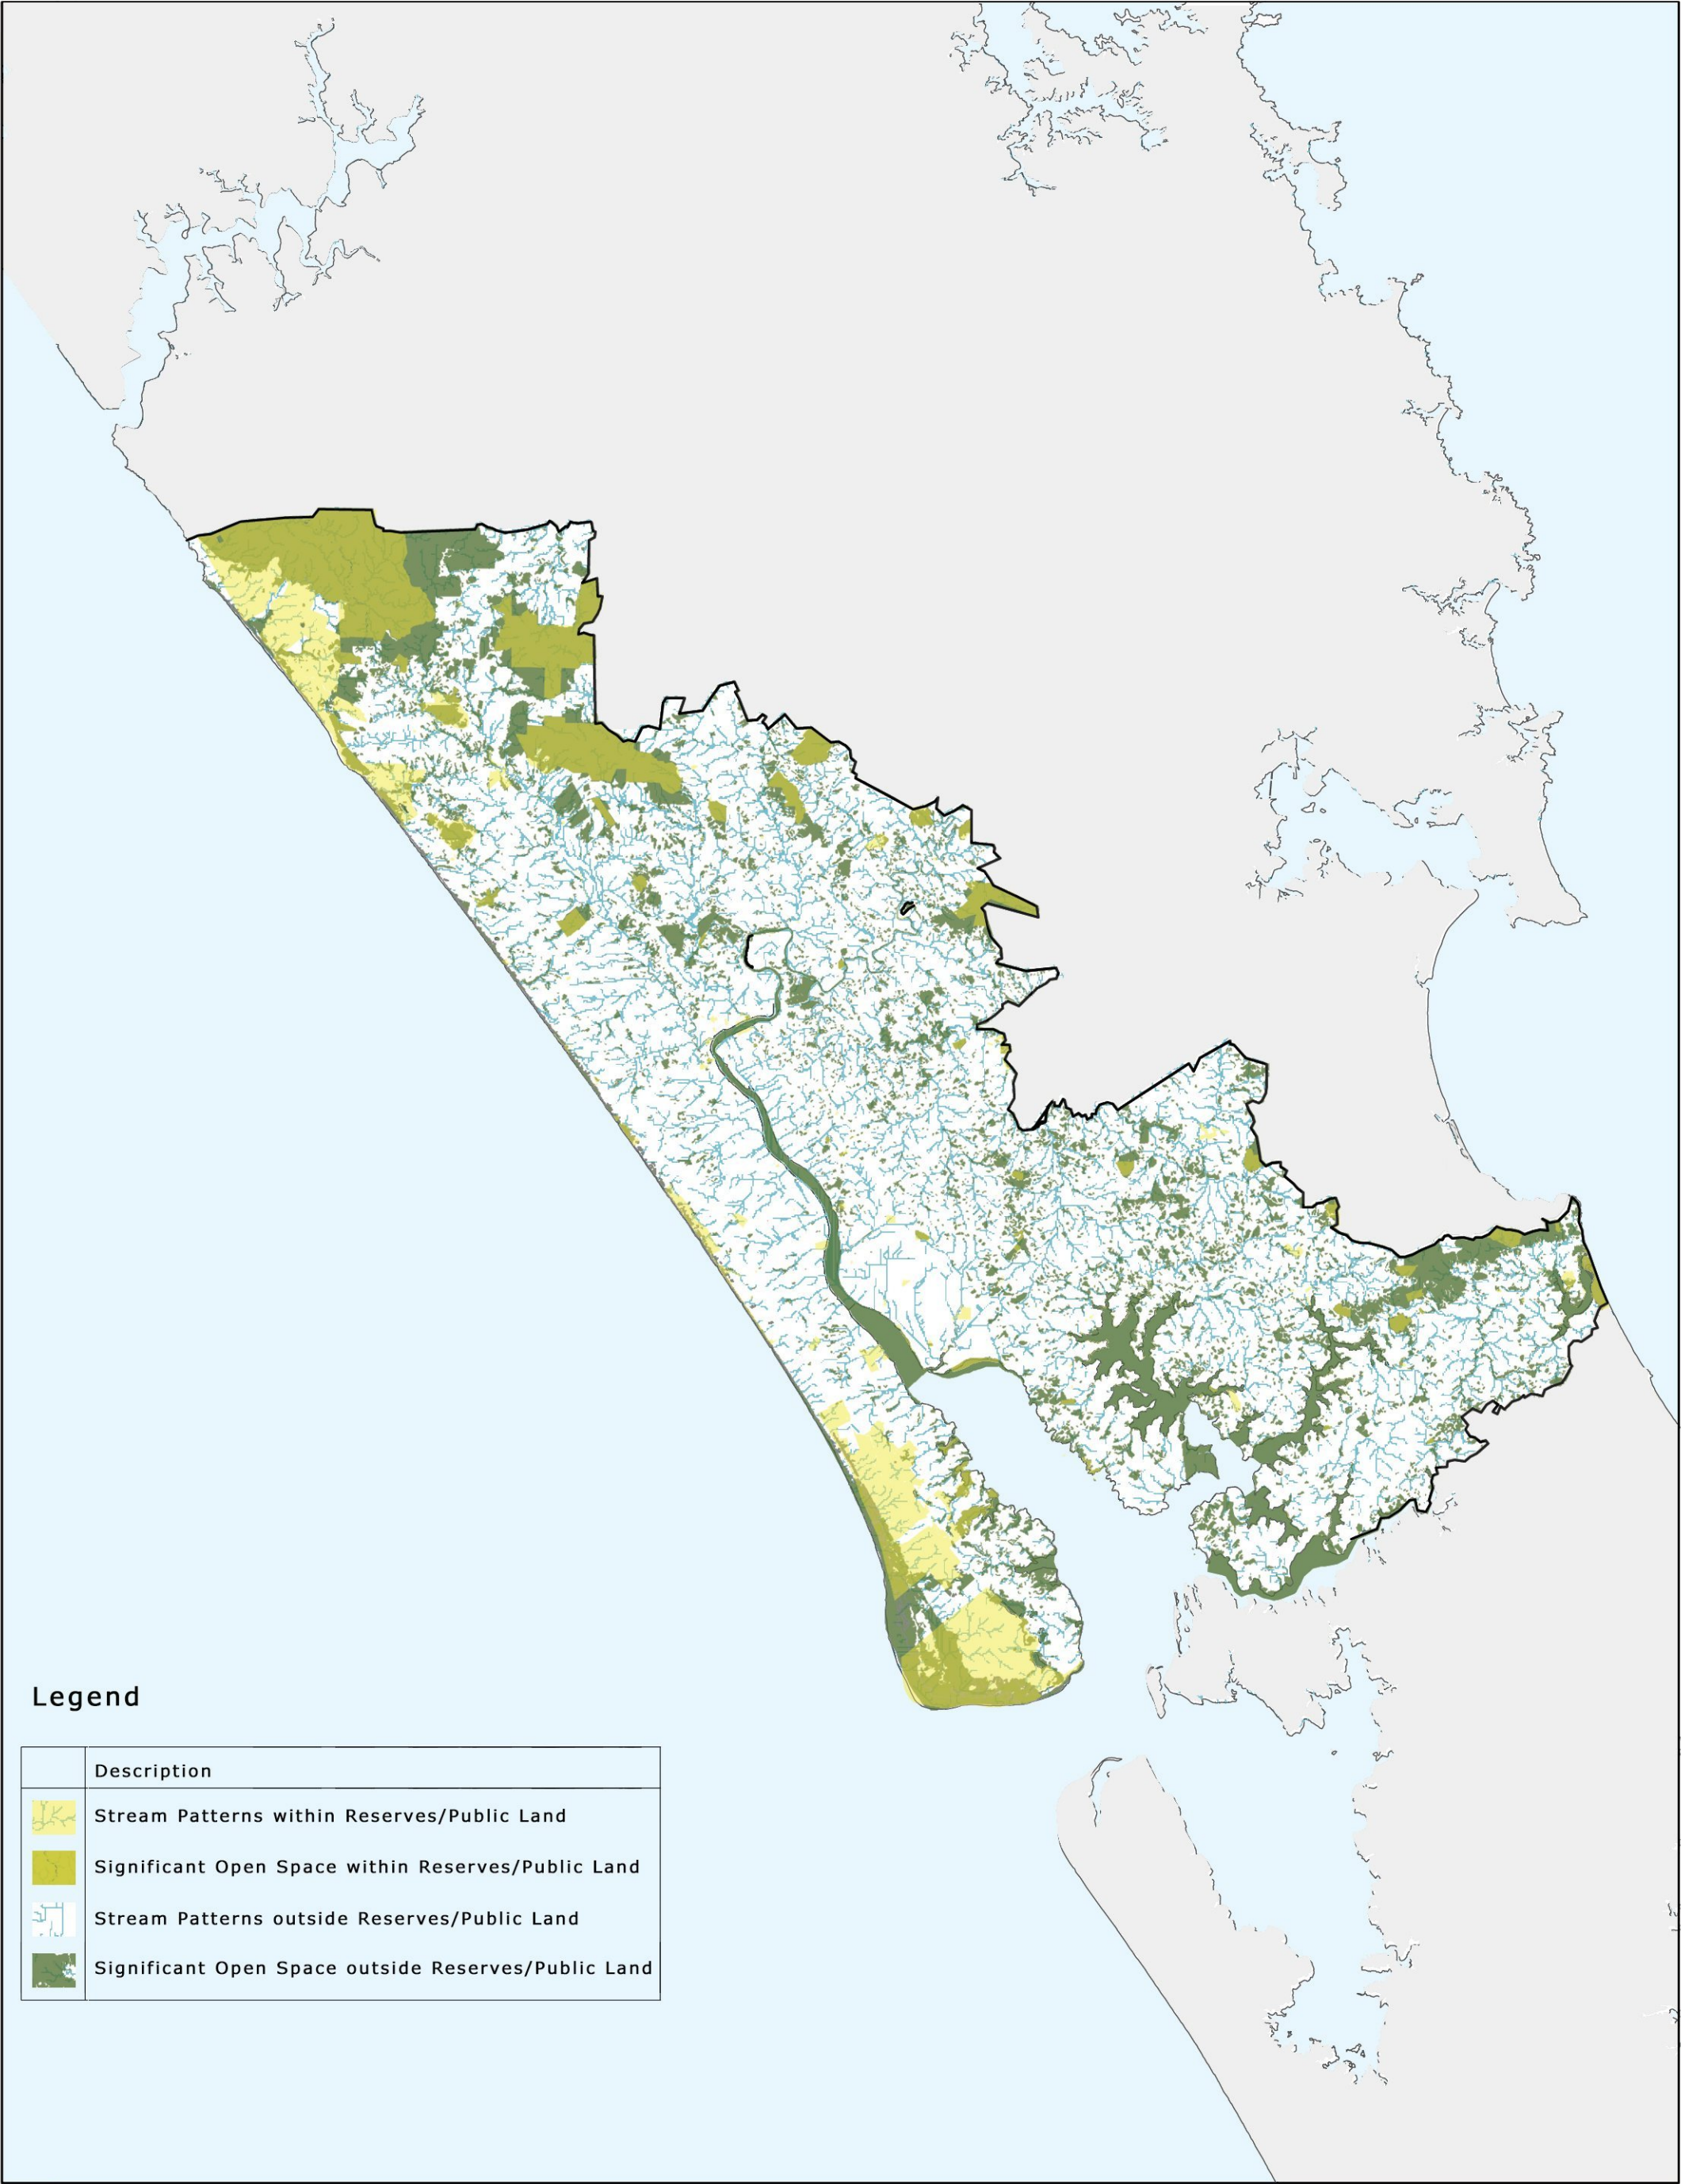 Legend
Description
Stream Patterns within Reserves/Public Land
Significant Open Space within Reserves/Public Land
Stream Patterns outside Reserves/Public Land
Significant Open Space outside Reserves/Public Land